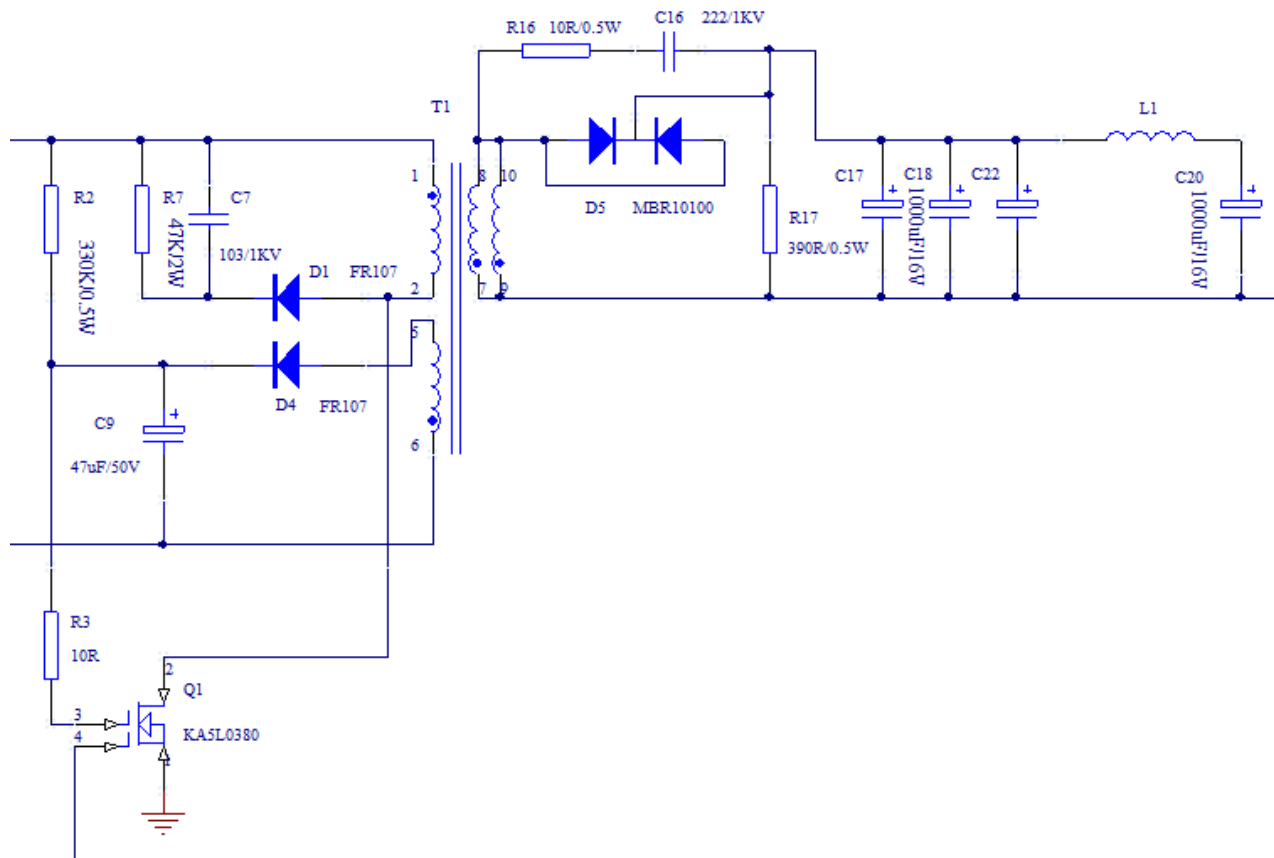 C16 222/1KV
R16 10R/0.5W
T1
L1
1
8
10
R2
R7
C7
C17
C18
C22
C20
330K/0.5W
47K/2W
103/1KV
D5 MBR10100
R17
390R/0.5W
1000uF/16V
1000uF/16V
D1 FR107
2
7
9
5
D4 FR107
C9
47uF/50V
6
R3
10R
2
Q1
3
4
KA5L0380
1